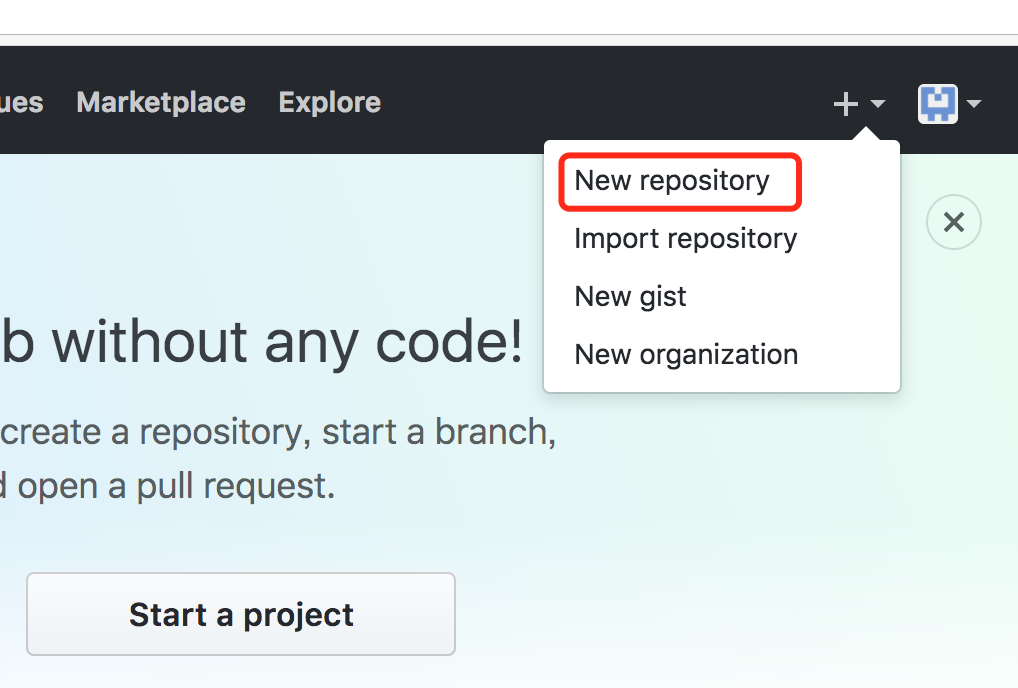 Marketplace Explore
New repository
Import repository
New gist
New organization
without any code!
create a repository, start a branch,
open a pull request.
Start a project